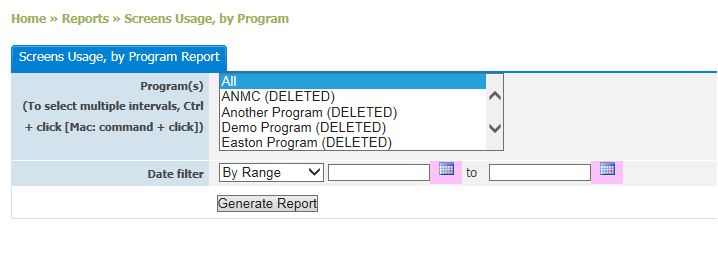 Home » Reports » Screens Usage, by Program
Screens Usage, by Program Report
Program(s)
(To select multiple intervals, Ctrl
+ click [Mac: command + click])
All
ANMC (DELETED)
Another Program (DELETED)
Demo Program (DELETED)
Easton Program (DELETED)
Date filter
By Range
to
Generate Report